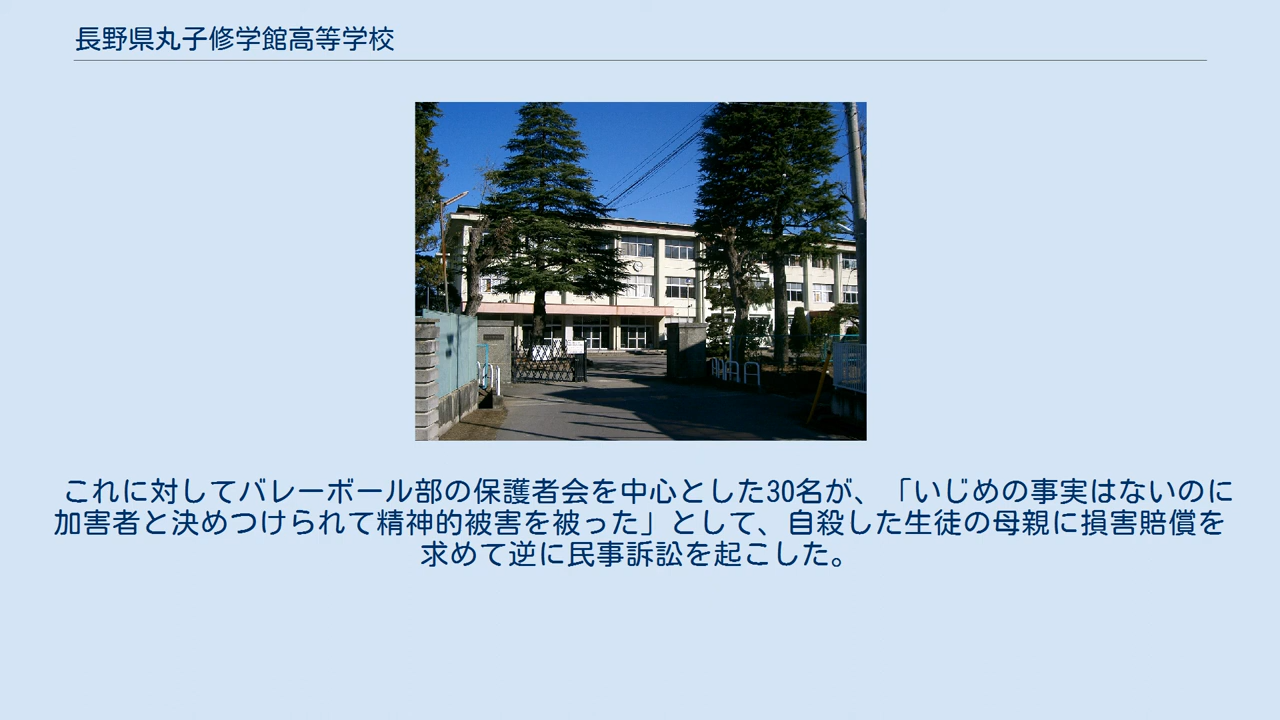 長野県丸子修学館高等学校
これに対してバレーボール部の保護者会を中心とした30名が、「いじめの事実はないのに
加害者と決めつけられて精神的被害を被った」として、自殺した生徒の母親に損害賠償を
求めて逆に民事訴訟を起こした。